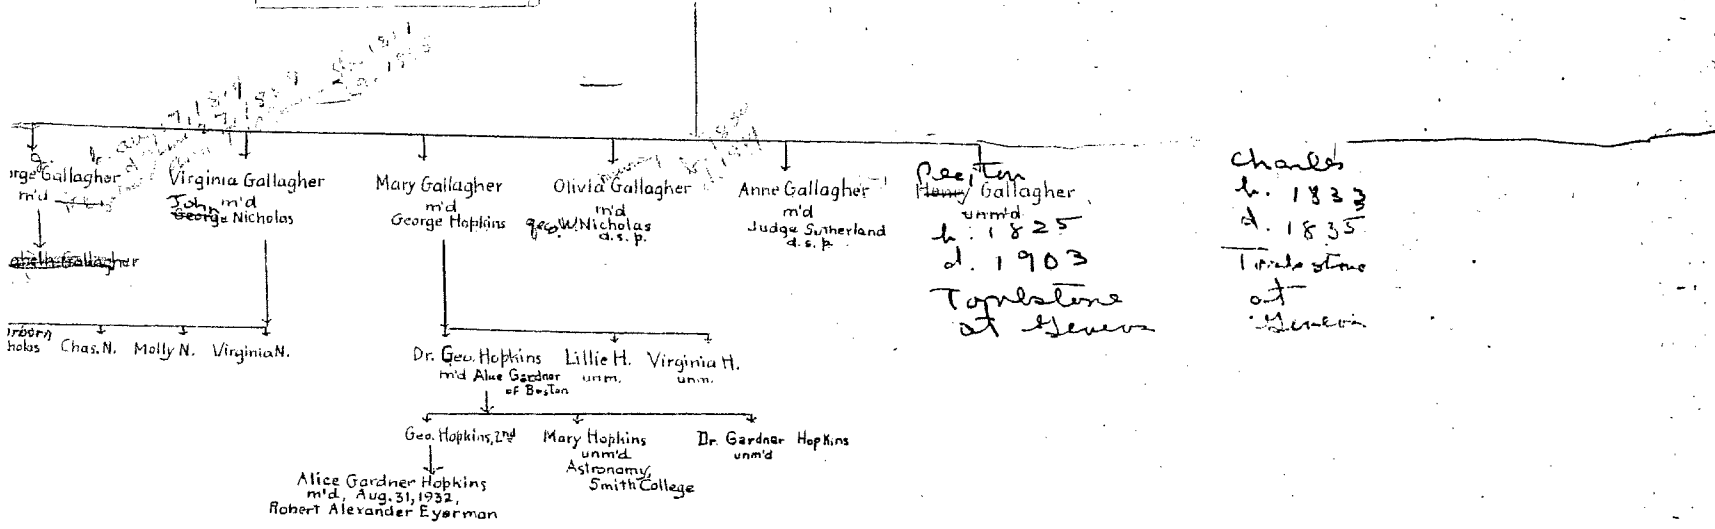 Gallagher
m'd
Gallagher
Nicholas
Chas. N.
Molly N.
Virginia N.
Virginia Gallagher
m'd
John
George Nicholas
Mary Gallagher
m'd
George Hopkins
Olivia Gallagher
m'd
Geo. W. Nicholas
d.s.p.
Anne Gallagher
m'd
Judge Sutherland
d.s.p.
Henry Gallagher
unm'd
b. 1825
d. 1903
Tombstone
at Geneva
Charles
b. 1833
d. 1835
Tombstone
at
Geneva
Dr. Geo. Hopkins
m'd Alice Gardner
of Boston
Lillie H.
unm.
Virginia H.
unm.
Geo. Hopkins, 2nd
Mary Hopkins
unm'd
Astronomy,
Smith College
Dr. Gardner Hopkins
unm'd
Alice Gardner Hopkins
m'd, Aug. 31, 1932,
Robert Alexander Eyerman